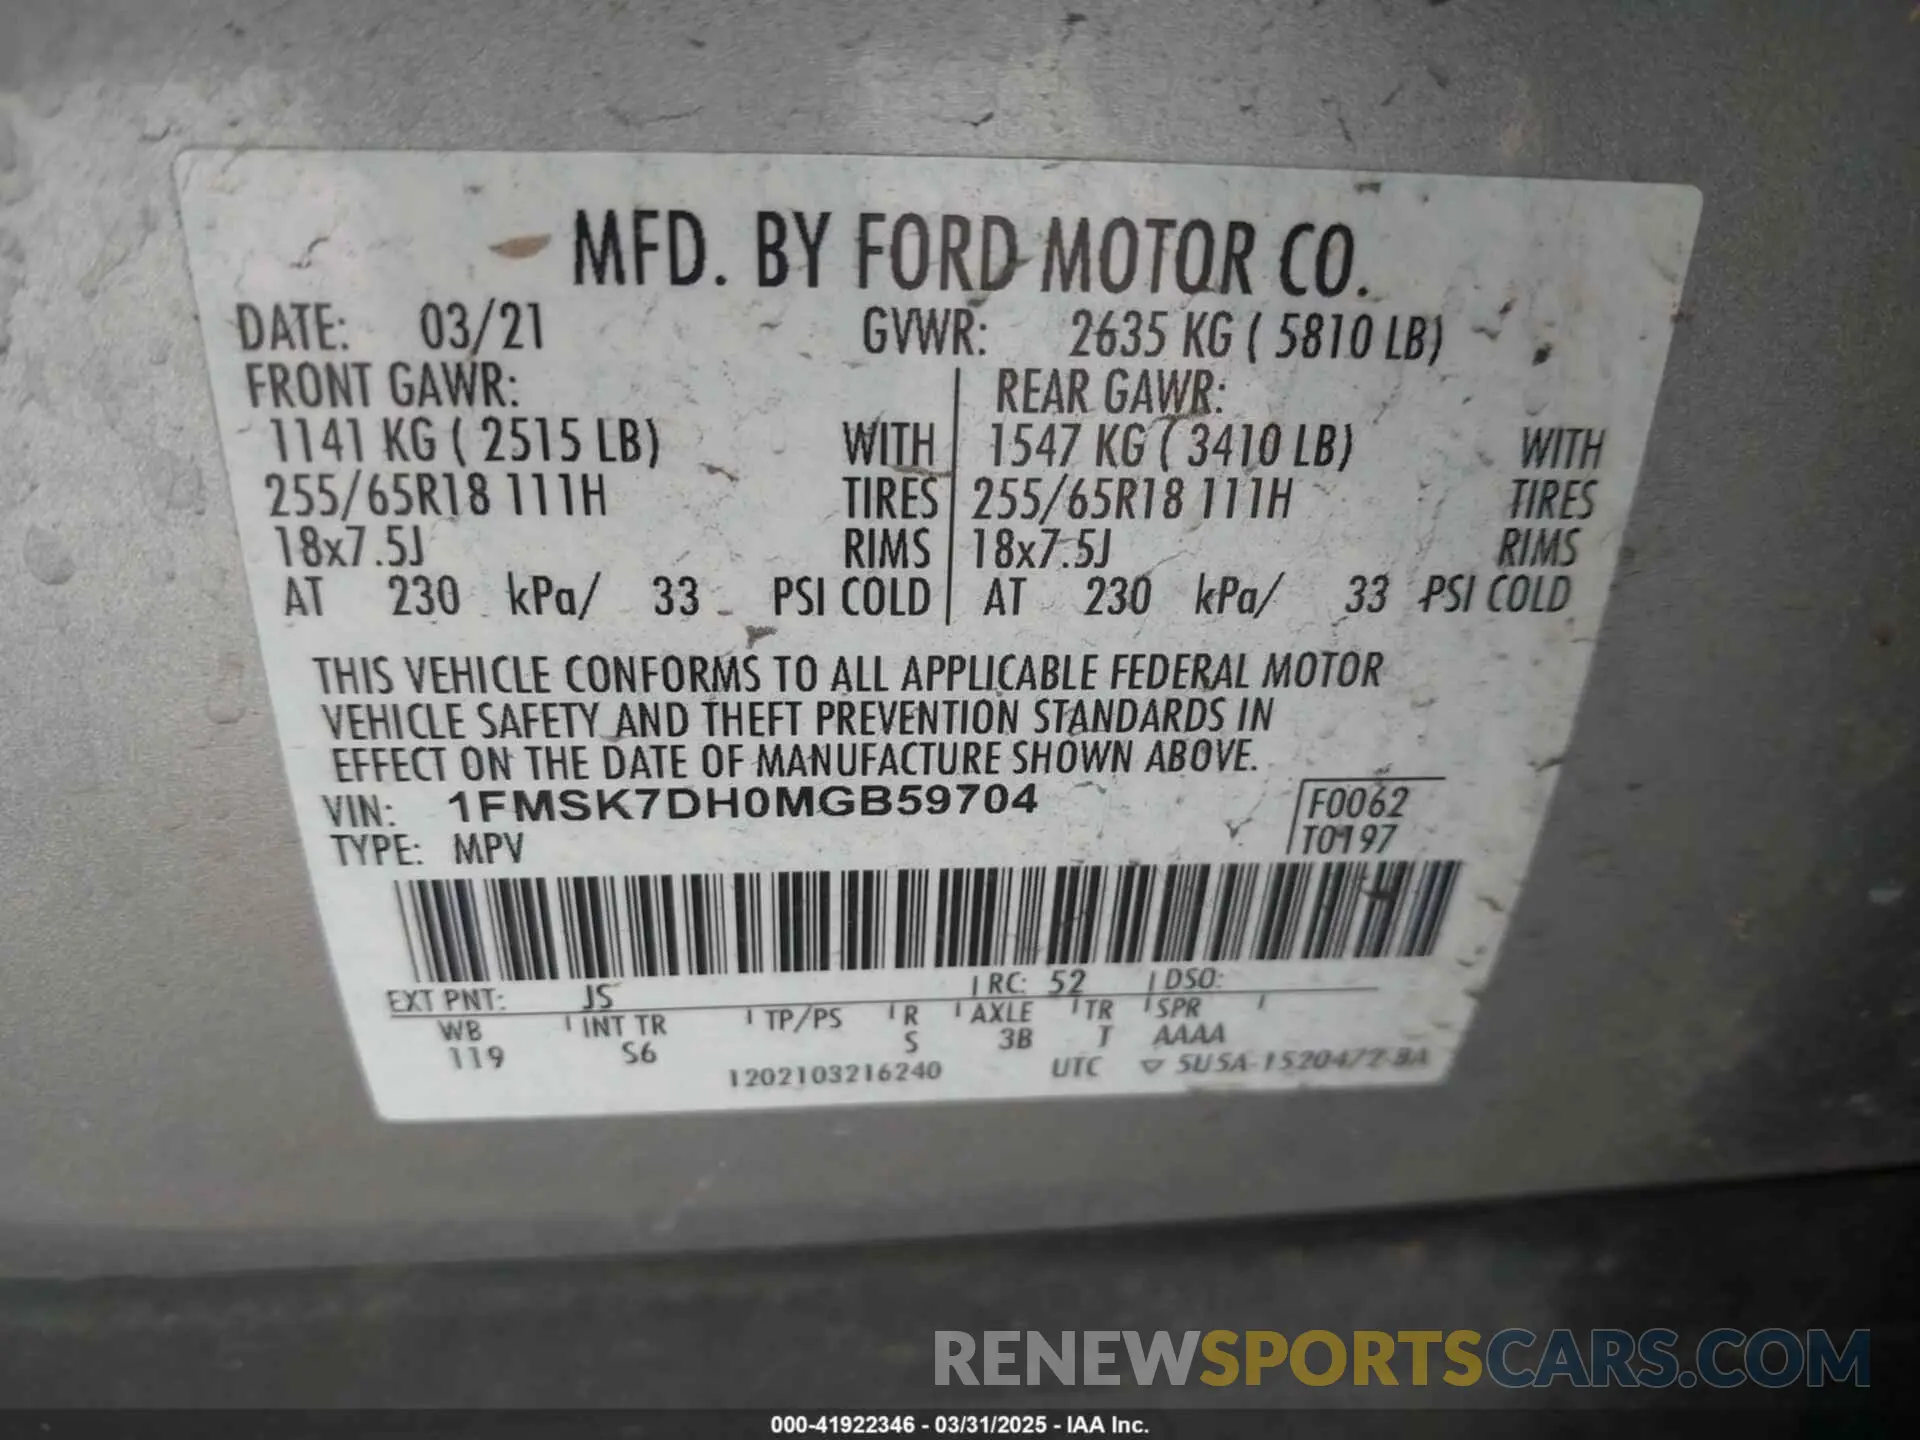 MFD. BY FORD MOTOR CO.
DATE: 03/21 GVWR: 2635 KG ( 5810 LB)
FRONT GAWR: REAR GAWR:
1141 KG ( 2515 LB) WITH 1547 KG ( 3410 LB) WITH
255/65R18 111H TIRES 255/65R18 111H TIRES
18x7.5J RIMS 18x7.5J RIMS
AT 230 kPa/ 33 PSI COLD AT 230 kPa/ 33 PSI COLD
THIS VEHICLE CONFORMS TO ALL APPLICABLE FEDERAL MOTOR
VEHICLE SAFETY AND THEFT PREVENTION STANDARDS IN
EFFECT ON THE DATE OF MANUFACTURE SHOWN ABOVE.
VIN: 1FMSK7DH0MGB59704 F0062
TYPE: MPV T0197
EXT PNT: JS RC: 52 DSO:
WB INT TR TP/PS R AXLE TR SPR
119 S6 S 3B T AAAA
1202103216240 UTC 5U5A-1520472-BA
RENEWSPORTSCARS.COM
000-41922346 - 03/31/2025 - IAA Inc.